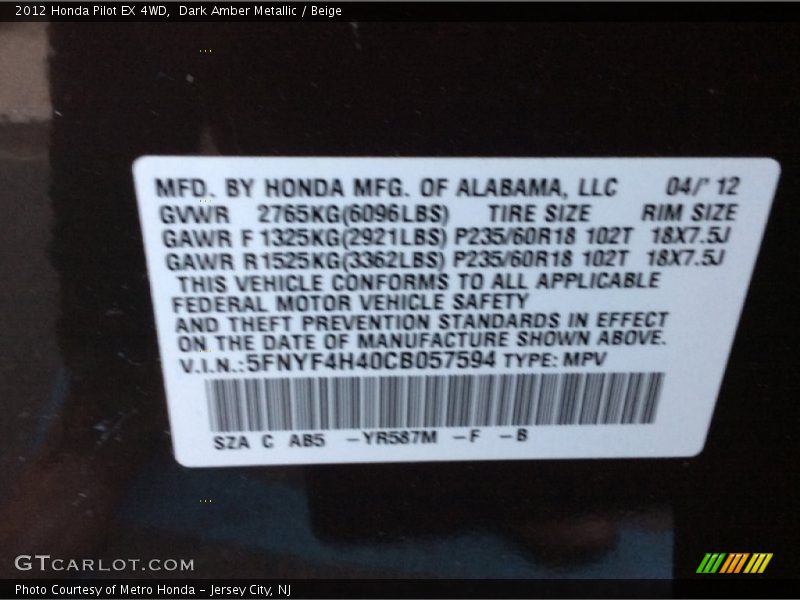 2012 Honda Pilot EX 4WD,  Dark Amber Metallic / Beige
MFD. BY HONDA MFG. OF ALABAMA, LLC 04/' 12
GVWR 2765KG(6096LBS) TIRE SIZE RIM SIZE
GAWR F 1325KG(2921LBS) P235/60R18 102T 18X7.5J
GAWR R1525KG(3362LBS) P235/60R18 102T 18X7.5J
THIS VEHICLE CONFORMS TO ALL APPLICABLE
FEDERAL MOTOR VEHICLE SAFETY
AND THEFT PREVENTION STANDARDS IN EFFECT
ON THE DATE OF MANUFACTURE SHOWN ABOVE.
V.I.N.:5FNYF4H40CB057594 TYPE: MPV
SZA C AB5 -YR587M -F -B
GTCARLOT.COM
Photo Courtesy of Metro Honda - Jersey City, NJ